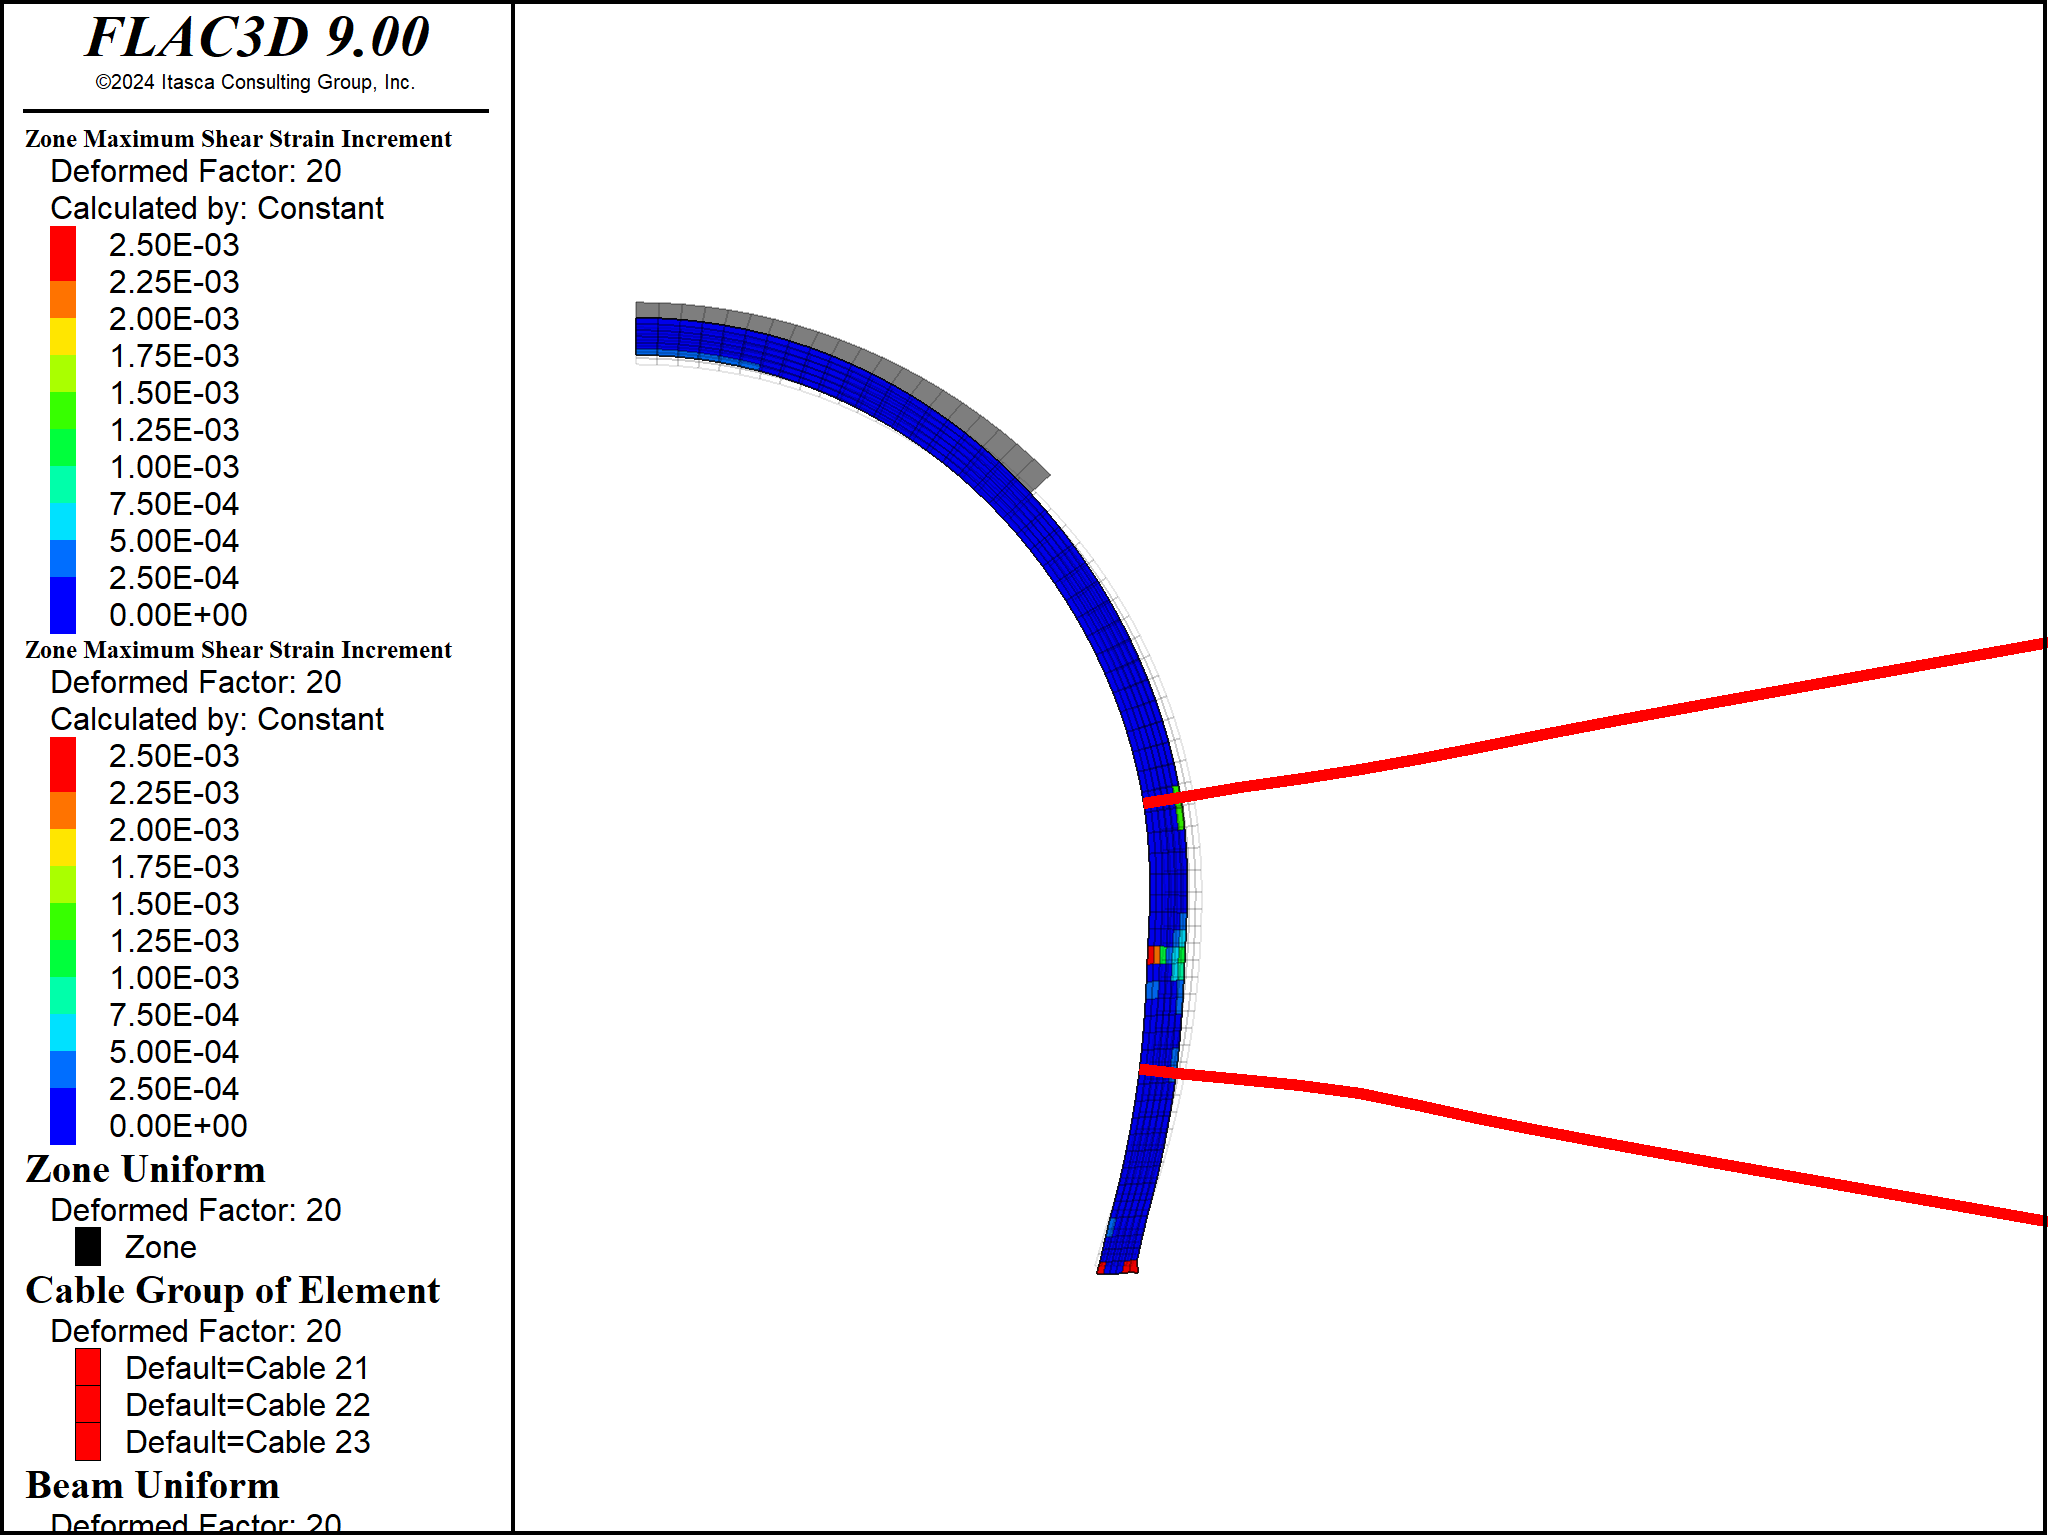 FLAC3D 9.00
©2024 Itasca Consulting Group, Inc.
Zone Maximum Shear Strain Increment
Deformed Factor: 20
Calculated by: Constant
2.50E-03
2.25E-03
2.00E-03
1.75E-03
1.50E-03
1.25E-03
1.00E-03
7.50E-04
5.00E-04
2.50E-04
0.00E+00
Zone Maximum Shear Strain Increment
Deformed Factor: 20
Calculated by: Constant
2.50E-03
2.25E-03
2.00E-03
1.75E-03
1.50E-03
1.25E-03
1.00E-03
7.50E-04
5.00E-04
2.50E-04
0.00E+00
Zone Uniform
Deformed Factor: 20
Zone
Cable Group of Element
Deformed Factor: 20
Default=Cable 21
Default=Cable 22
Default=Cable 23
Beam Uniform
Deformed Factor: 20